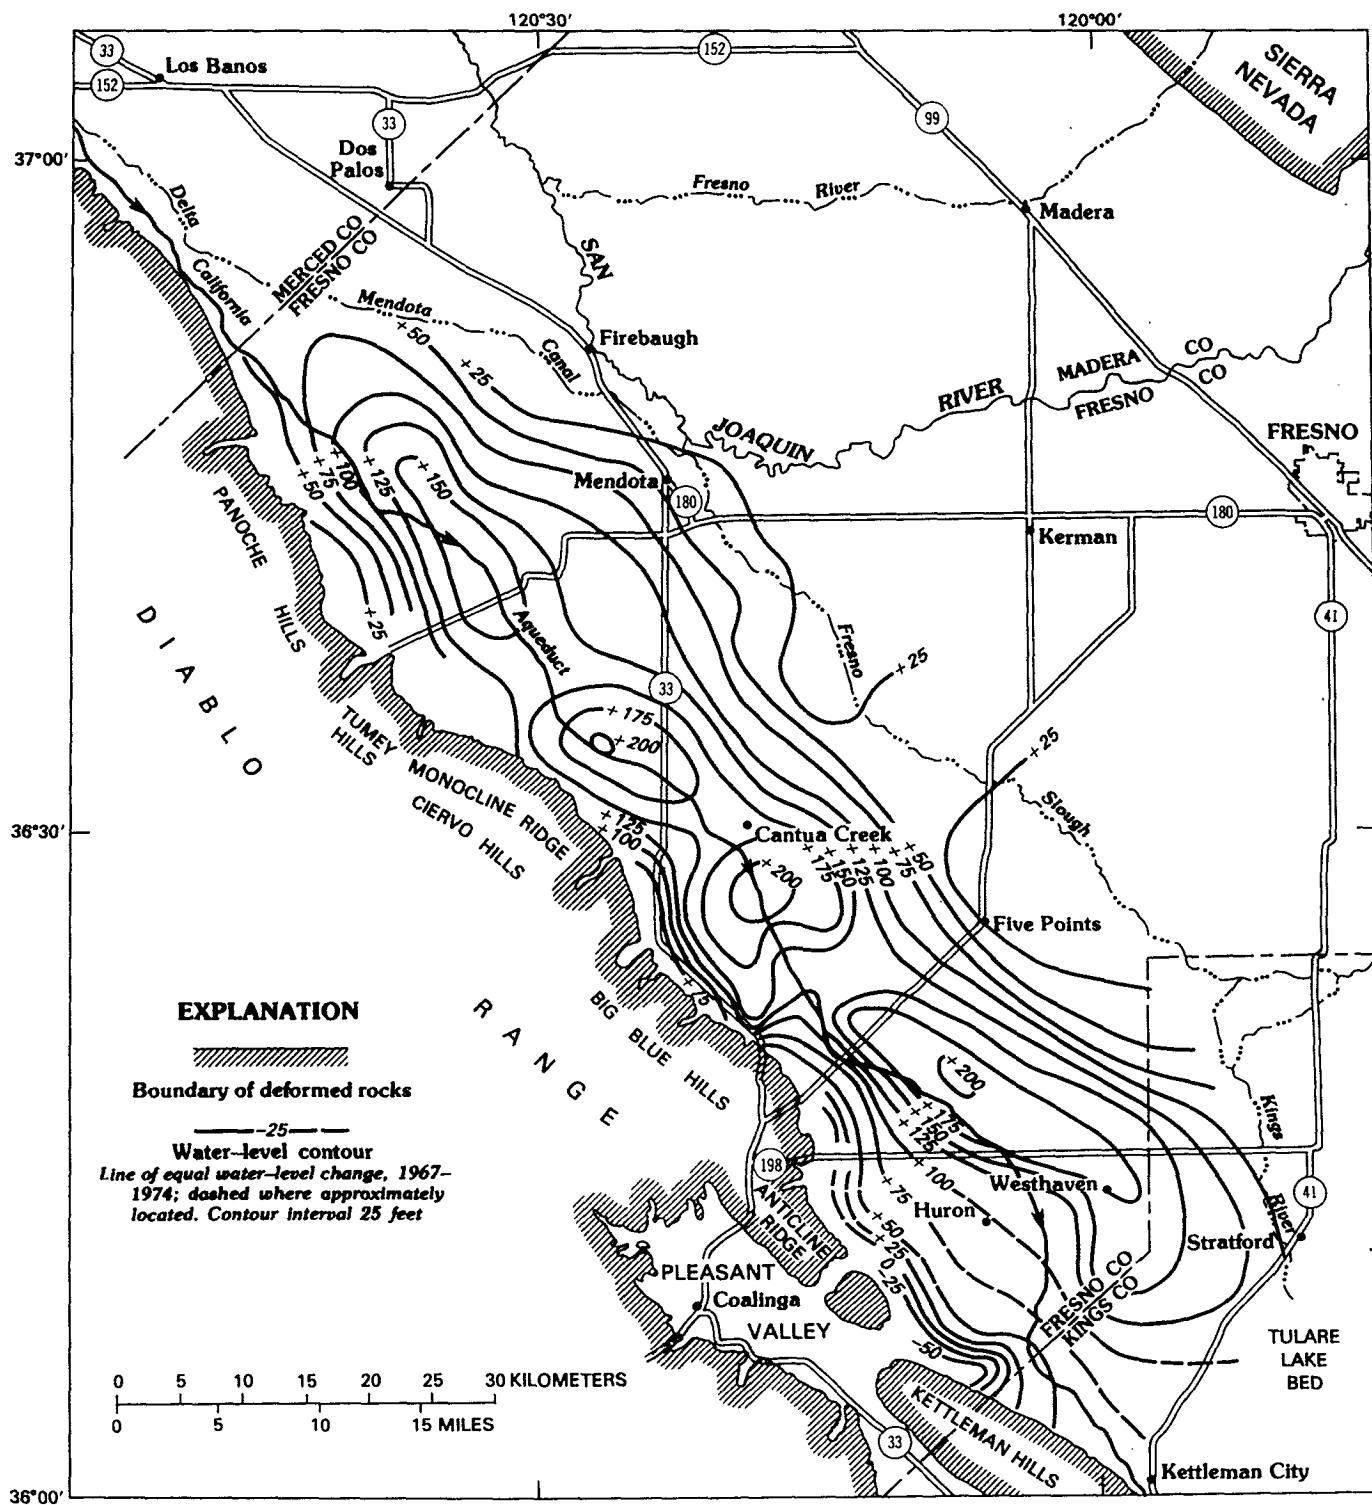 120°30'
120°00'
33
Los Banos
152
152
33
99
SIERRA
NEVADA
37°00'
Dos
Palos
Delta
Fresno River
Madera
MERCED CO
FRESNO CO
SAN
California
Mendota
Canal
Firebaugh
+50
+25
MADERA CO
FRESNO CO
RIVER
JOAQUIN
FRESNO
+50
+75
+100
+125
+150
Mendota
180
180
Kerman
PANOCHE
HILLS
+25
41
DIABLO
Aqueduct
Fresno
+25
33
TUMEY
HILLS
+175
+200
+25
MONOCLINE RIDGE
CIERVO HILLS
Slough
36°30'
+125
+100
Cantua Creek
+200
+175
+150
+125
+100
+75
+50
Five Points
+75
RANGE
BIG BLUE HILLS
EXPLANATION
Boundary of deformed rocks
—25—
Water-level contour
Line of equal water-level change, 1967–
1974; dashed where approximately
located. Contour interval 25 feet
+200
+175
+150
+125
+100
+75
+50
+25
0
-25
-50
Kings
River
198
Westhaven
Huron
41
Stratford
ANTICLINE
RIDGE
PLEASANT
VALLEY
Coalinga
FRESNO CO
KINGS CO
TULARE
LAKE
BED
0 5 10 15 20 25 30 KILOMETERS
0 5 10 15 MILES
KETTLEMAN HILLS
33
Kettleman City
36°00'